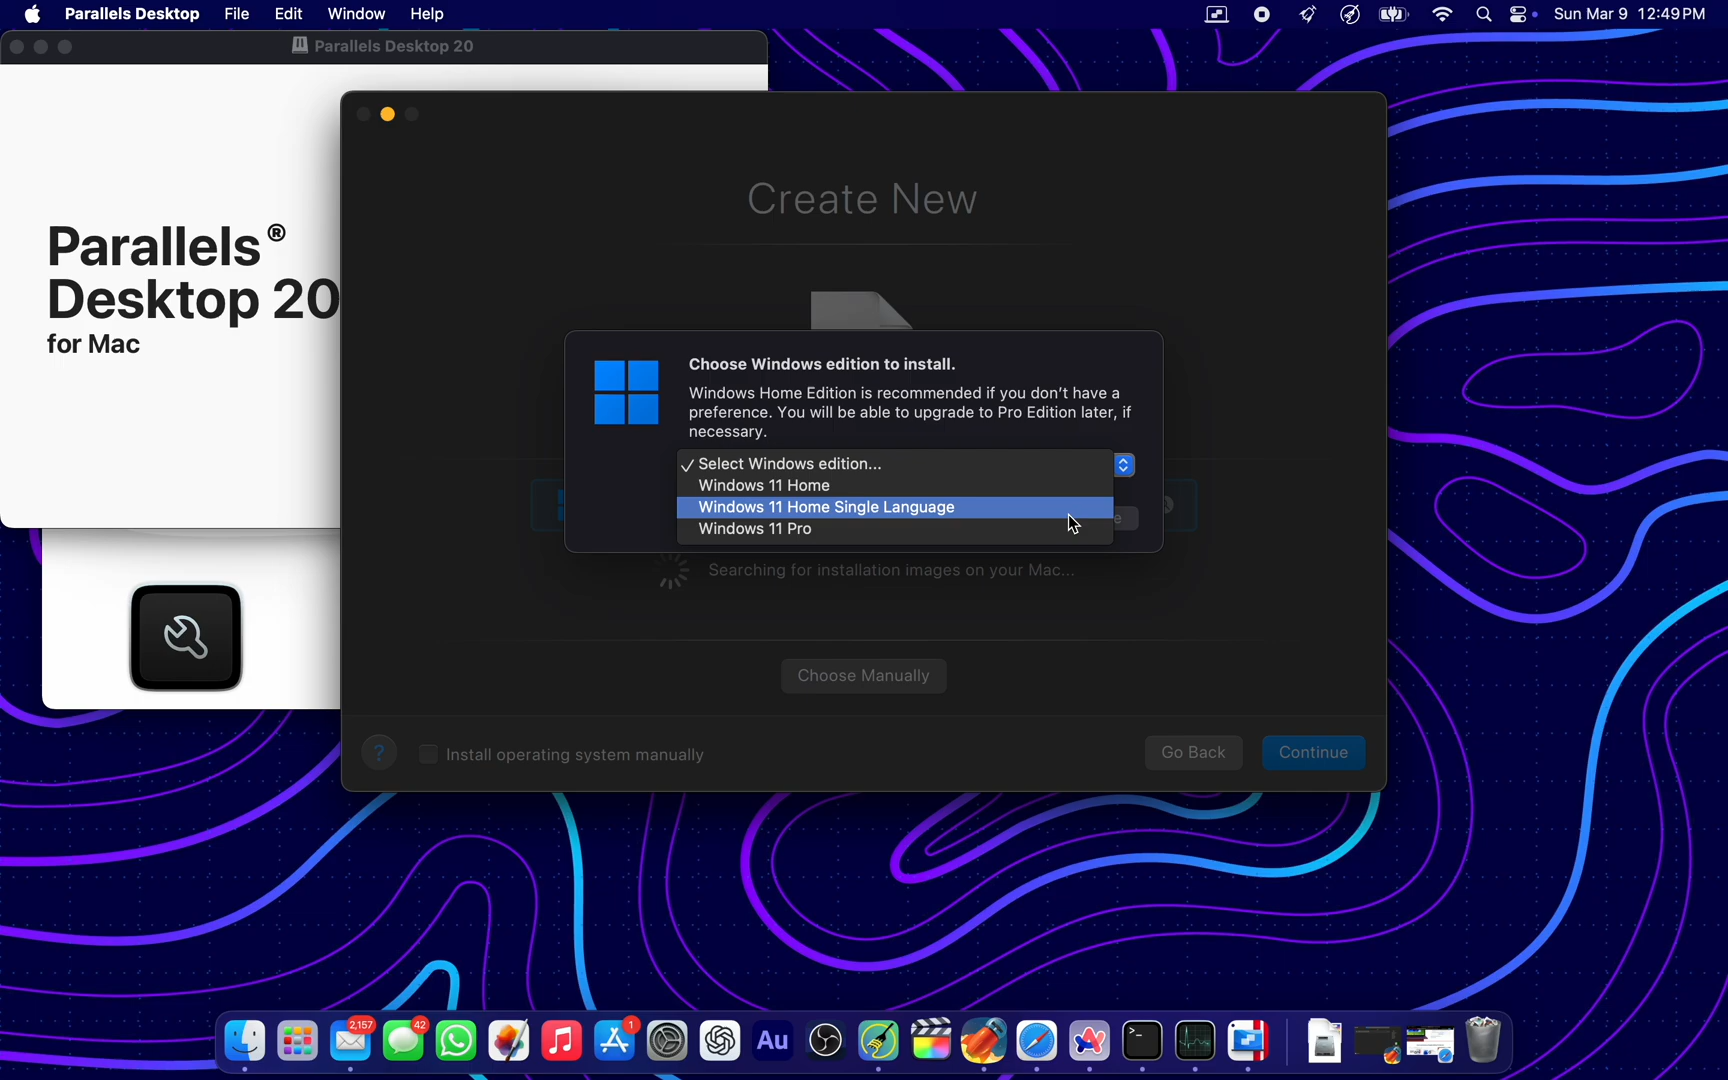 Parallels Desktop File Edit Window Help
Sun Mar 9 12:49 PM
Parallels Desktop 20
Parallels®
Desktop 20
for Mac
Create New
Choose Windows edition to install.
Windows Home Edition is recommended if you don't have a
preference. You will be able to upgrade to Pro Edition later, if
necessary.
✓ Select Windows edition...
Windows 11 Home
Windows 11 Home Single Language
Windows 11 Pro
e
Searching for installation images on your Mac...
Choose Manually
? Install operating system manually
Go Back
Continue
2,157
42
1
Au
>_